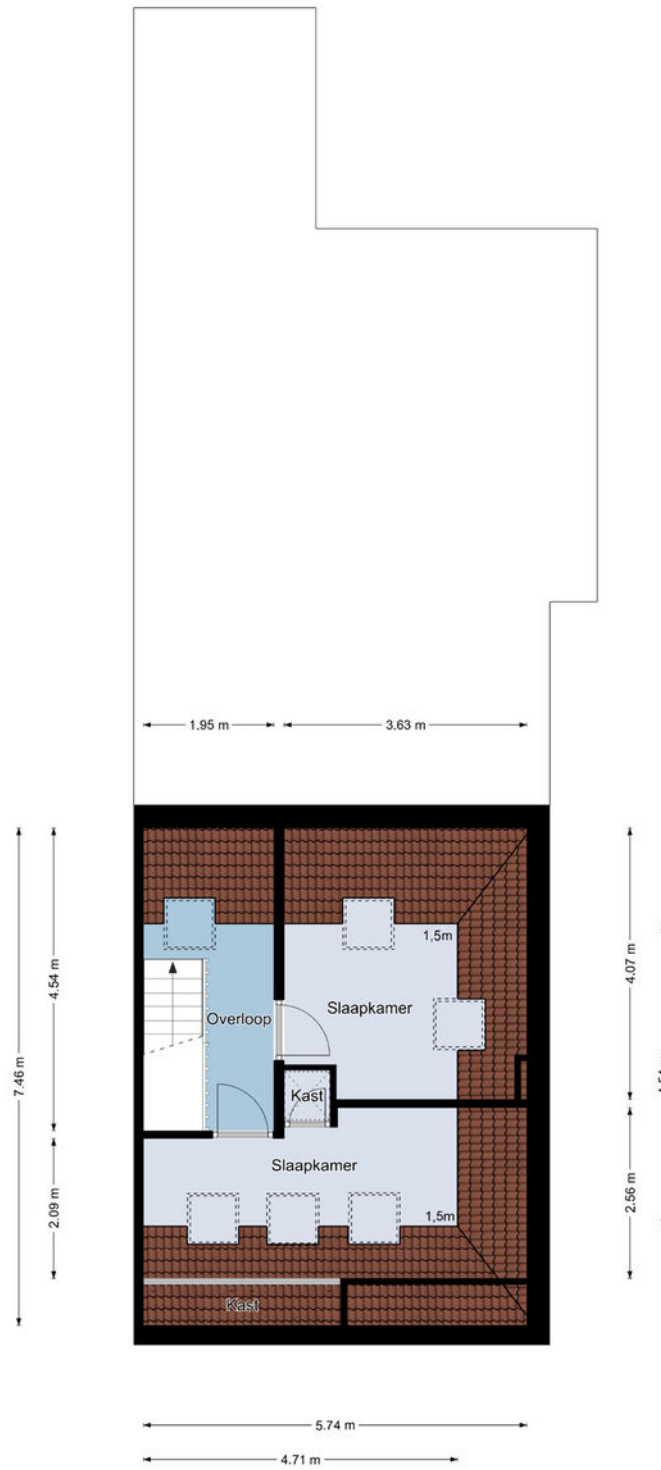 1.95 m
3.63 m
7.46 m
4.54 m
4.07 m
1,5m
Overloop
Slaapkamer
Kast
Slaapkamer
2.09 m
2.56 m
1,5m
Kast
5.74 m
4.71 m